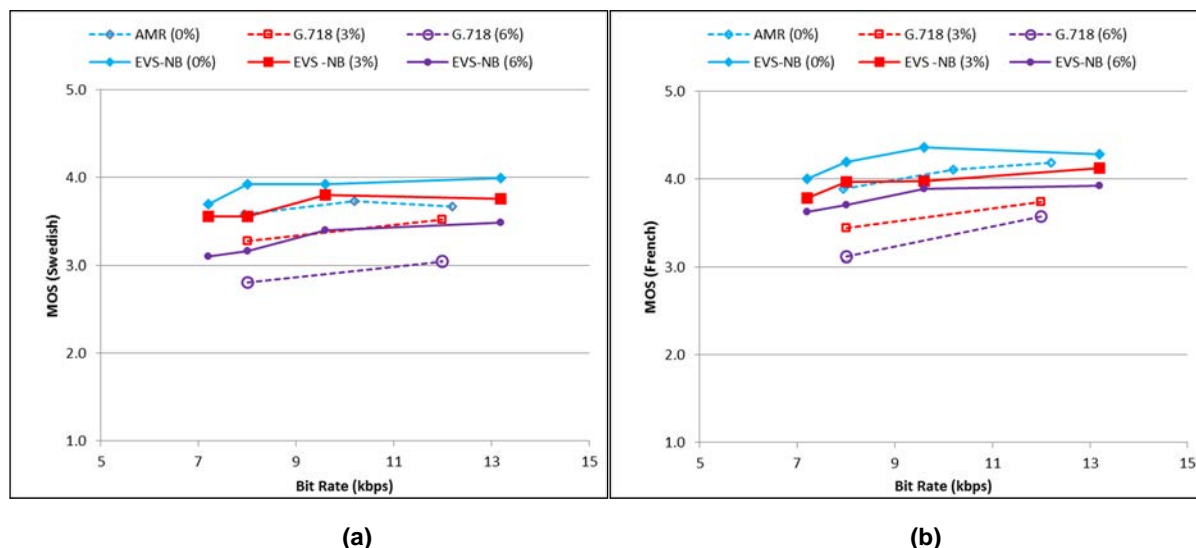 AMR (0%) G.718 (3%) G.718 (6%)
EVS-NB (0%) EVS -NB (3%) EVS-NB (6%)
5.0
4.0
3.0
2.0
1.0
MOS (Swedish)
5 7 9 11 13 15
Bit Rate (kbps)
(a)
AMR (0%) G.718 (3%) G.718 (6%)
EVS-NB (0%) EVS -NB (3%) EVS-NB (6%)
5.0
4.0
3.0
2.0
1.0
MOS (French)
5 7 9 11 13 15
Bit Rate (kbps)
(b)